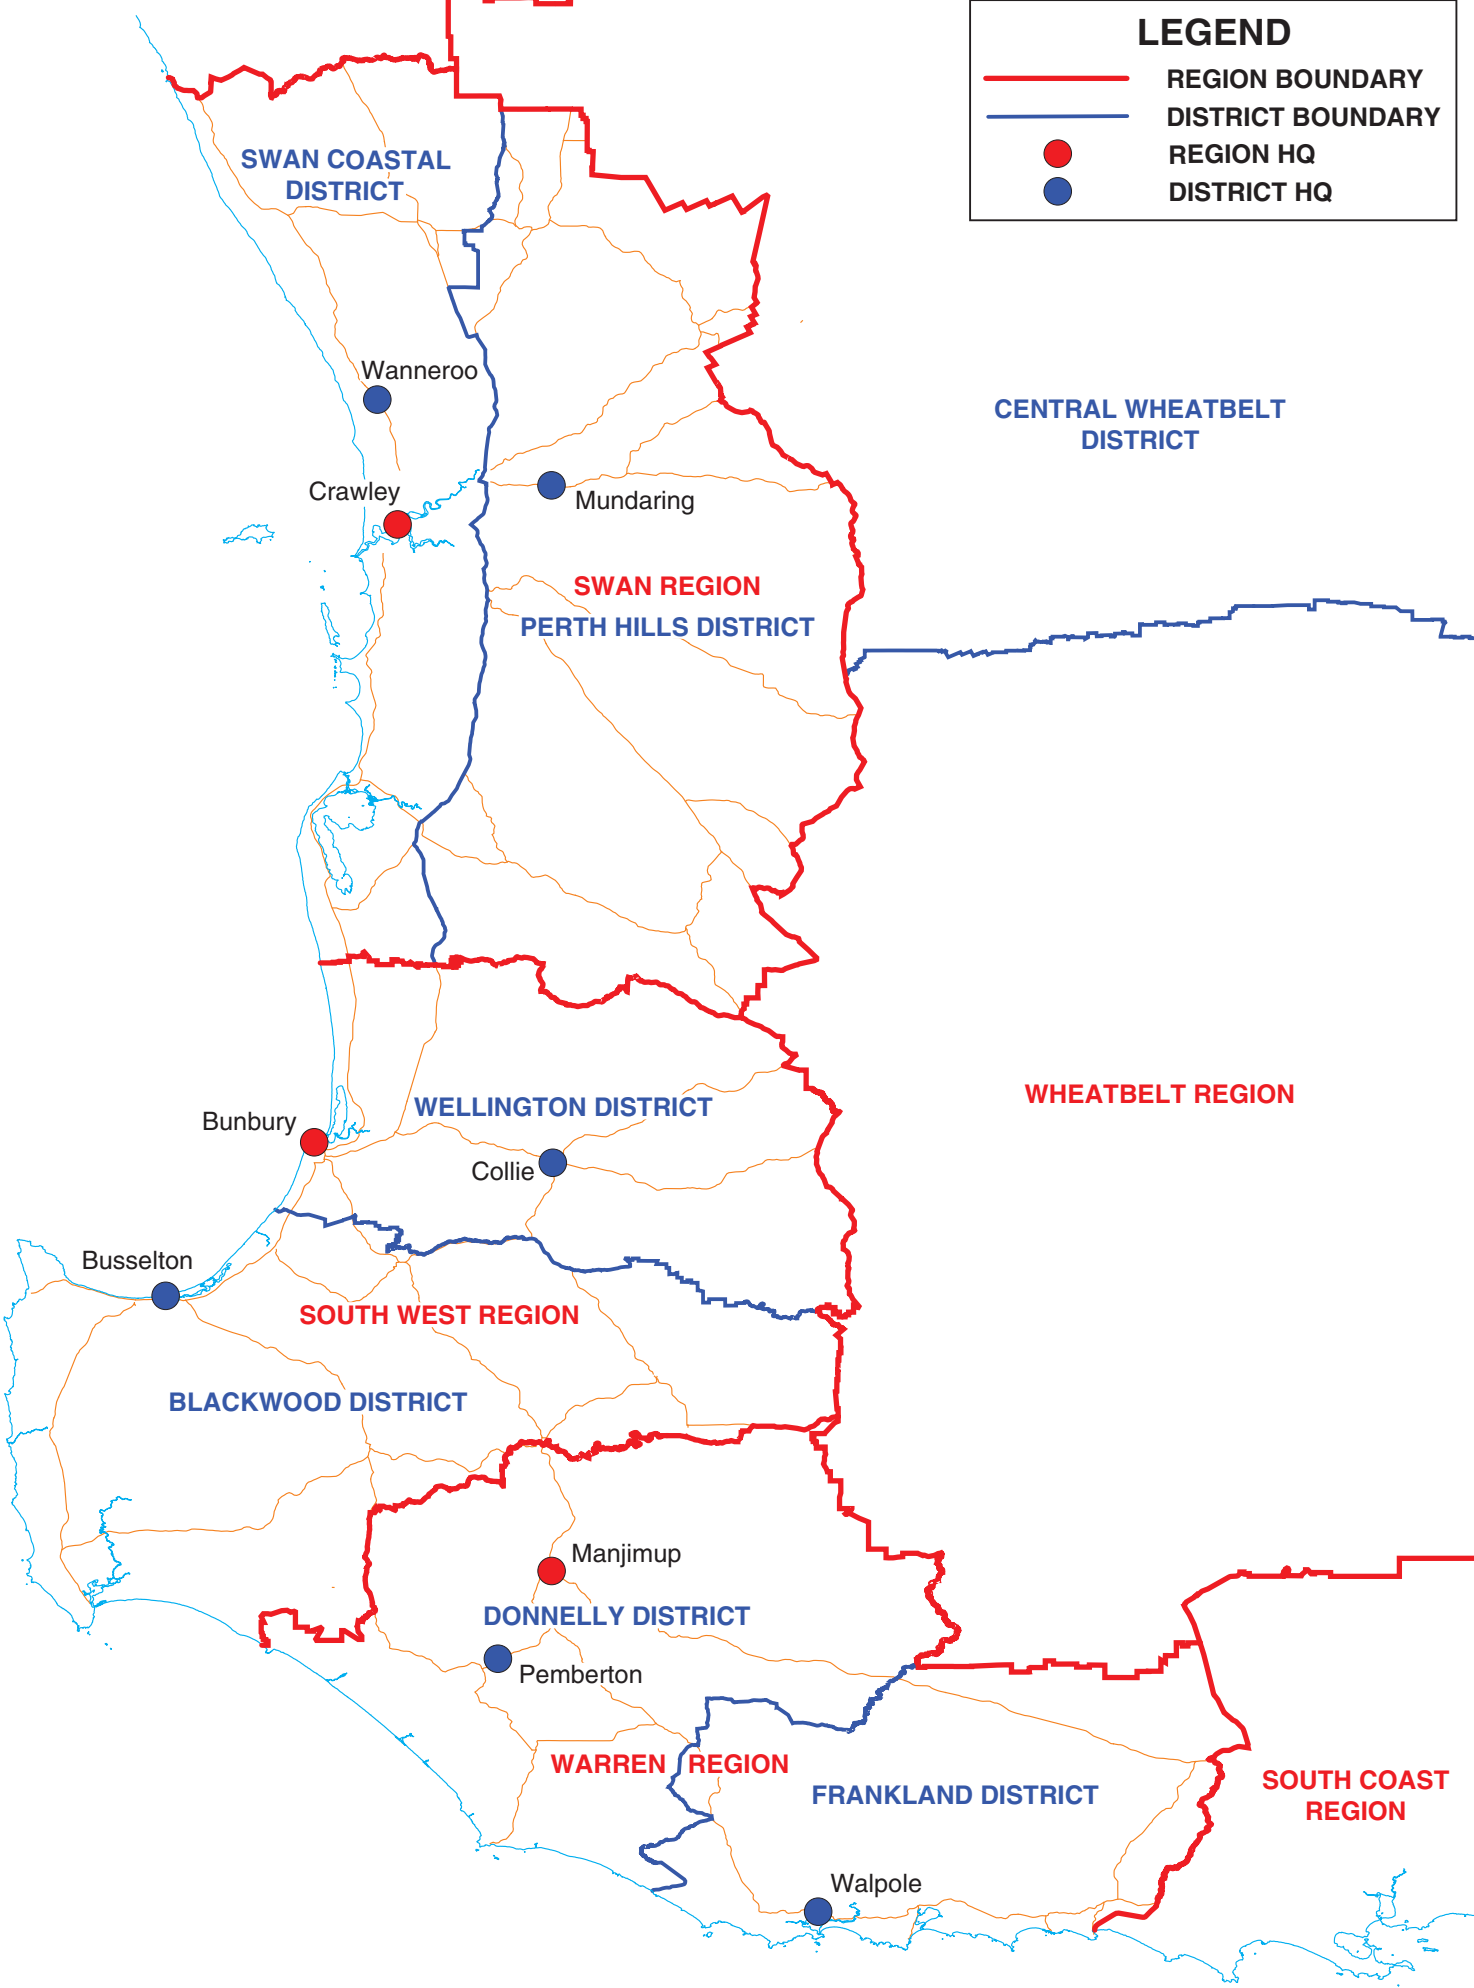 LEGEND
REGION BOUNDARY
DISTRICT BOUNDARY
REGION HQ
DISTRICT HQ
SWAN COASTAL
DISTRICT
Wanneroo
CENTRAL WHEATBELT
DISTRICT
Crawley
Mundaring
SWAN REGION
PERTH HILLS DISTRICT
WHEATBELT REGION
WELLINGTON DISTRICT
Bunbury
Collie
Busselton
SOUTH WEST REGION
BLACKWOOD DISTRICT
Manjimup
DONNELLY DISTRICT
Pemberton
WARREN REGION
FRANKLAND DISTRICT
SOUTH COAST
REGION
Walpole